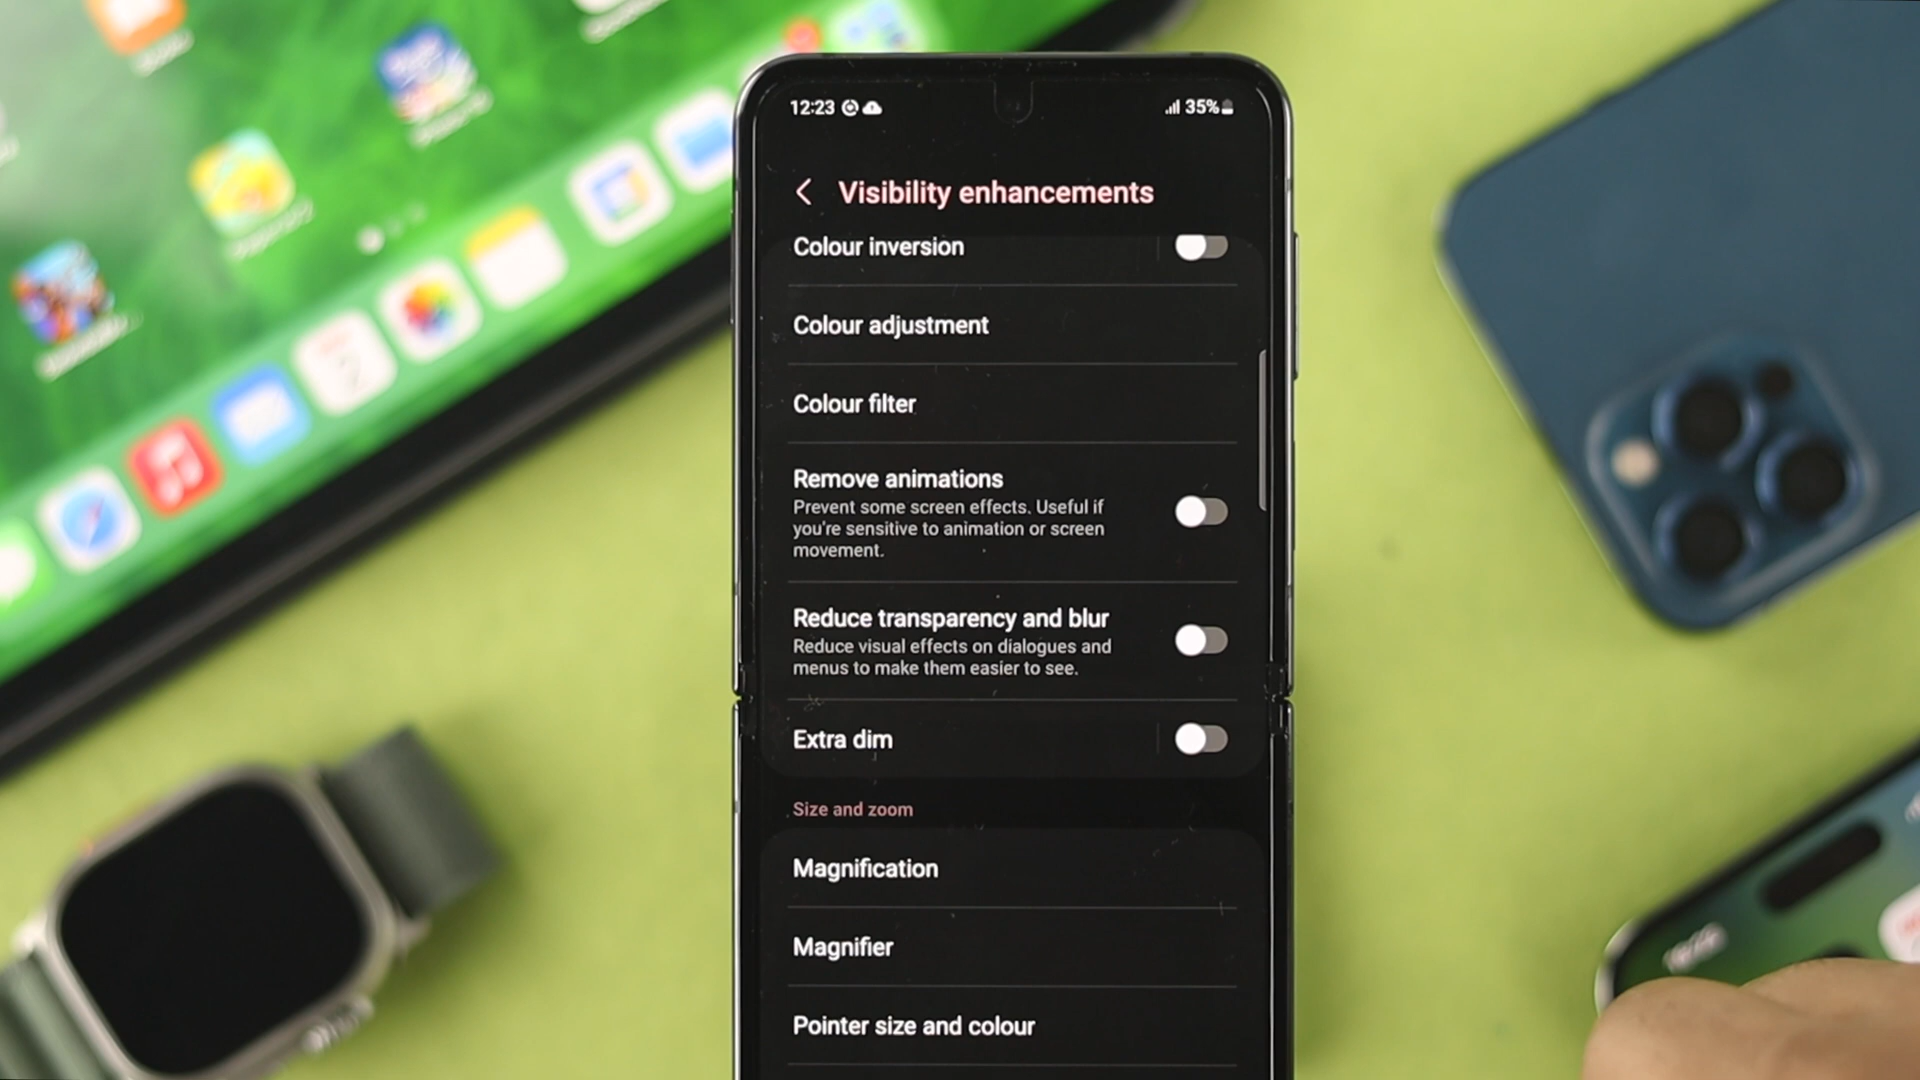 12:23
35%
Visibility enhancements
Colour inversion
Colour adjustment
Colour filter
Remove animations
Prevent some screen effects. Useful if
you're sensitive to animation or screen
movement.
Reduce transparency and blur
Reduce visual effects on dialogues and
menus to make them easier to see.
Extra dim
Size and zoom
Magnification
Magnifier
Pointer size and colour